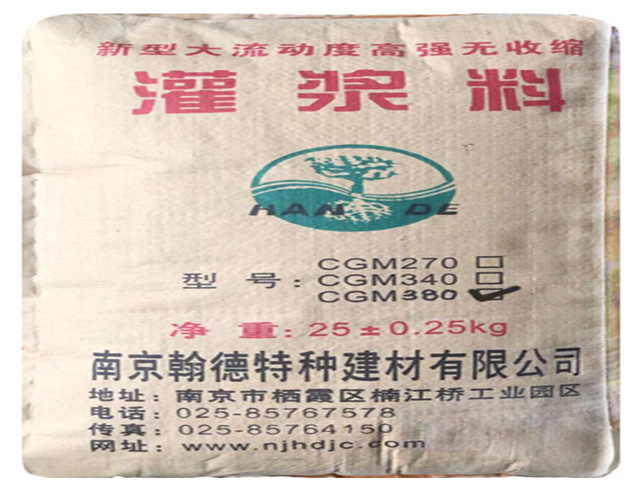 新型大流动度高强无收缩
灌浆料
HAN DE
型号：CGM270
CGM340
CGM380
净重：25±0.25kg
南京翰德特种建材有限公司
地址：南京市栖霞区楠江桥工业园区
电话：025-85767578
传真：025-85764150
网址：www.njhdjc.com